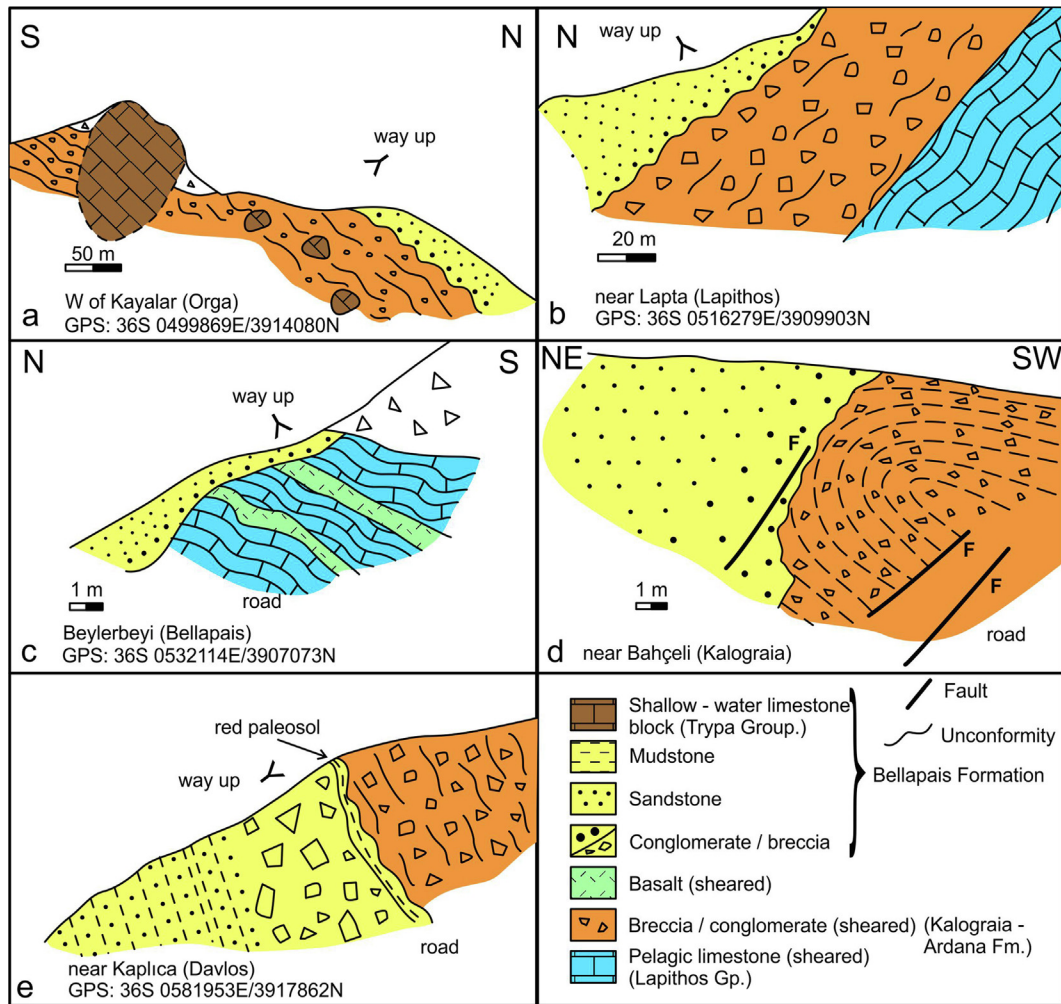 S
N
way up
50 m
W of Kayalar (Orga)
a
GPS: 36S 0499869E/3914080N
N
way up
20 m
near Lapta (Lapithos)
b
GPS: 36S 0516279E/3909903N
N
S
way up
1 m
road
Beylerbeyi (Bellapais)
c
GPS: 36S 0532114E/3907073N
NE
SW
F
F
F
1 m
road
d
near Bahçeli (Kalograia)
red paleosol
way up
road
near Kaplıca (Davlos)
e
GPS: 36S 0581953E/3917862N
Shallow - water limestone
block (Trypa Group.)
Mudstone
Sandstone
Conglomerate / breccia
Basalt (sheared)
Breccia / conglomerate (sheared)
Pelagic limestone (sheared)
(Lapithos Gp.)
Fault
Unconformity
Bellapais Formation
(Kalograia -
Ardana Fm.)